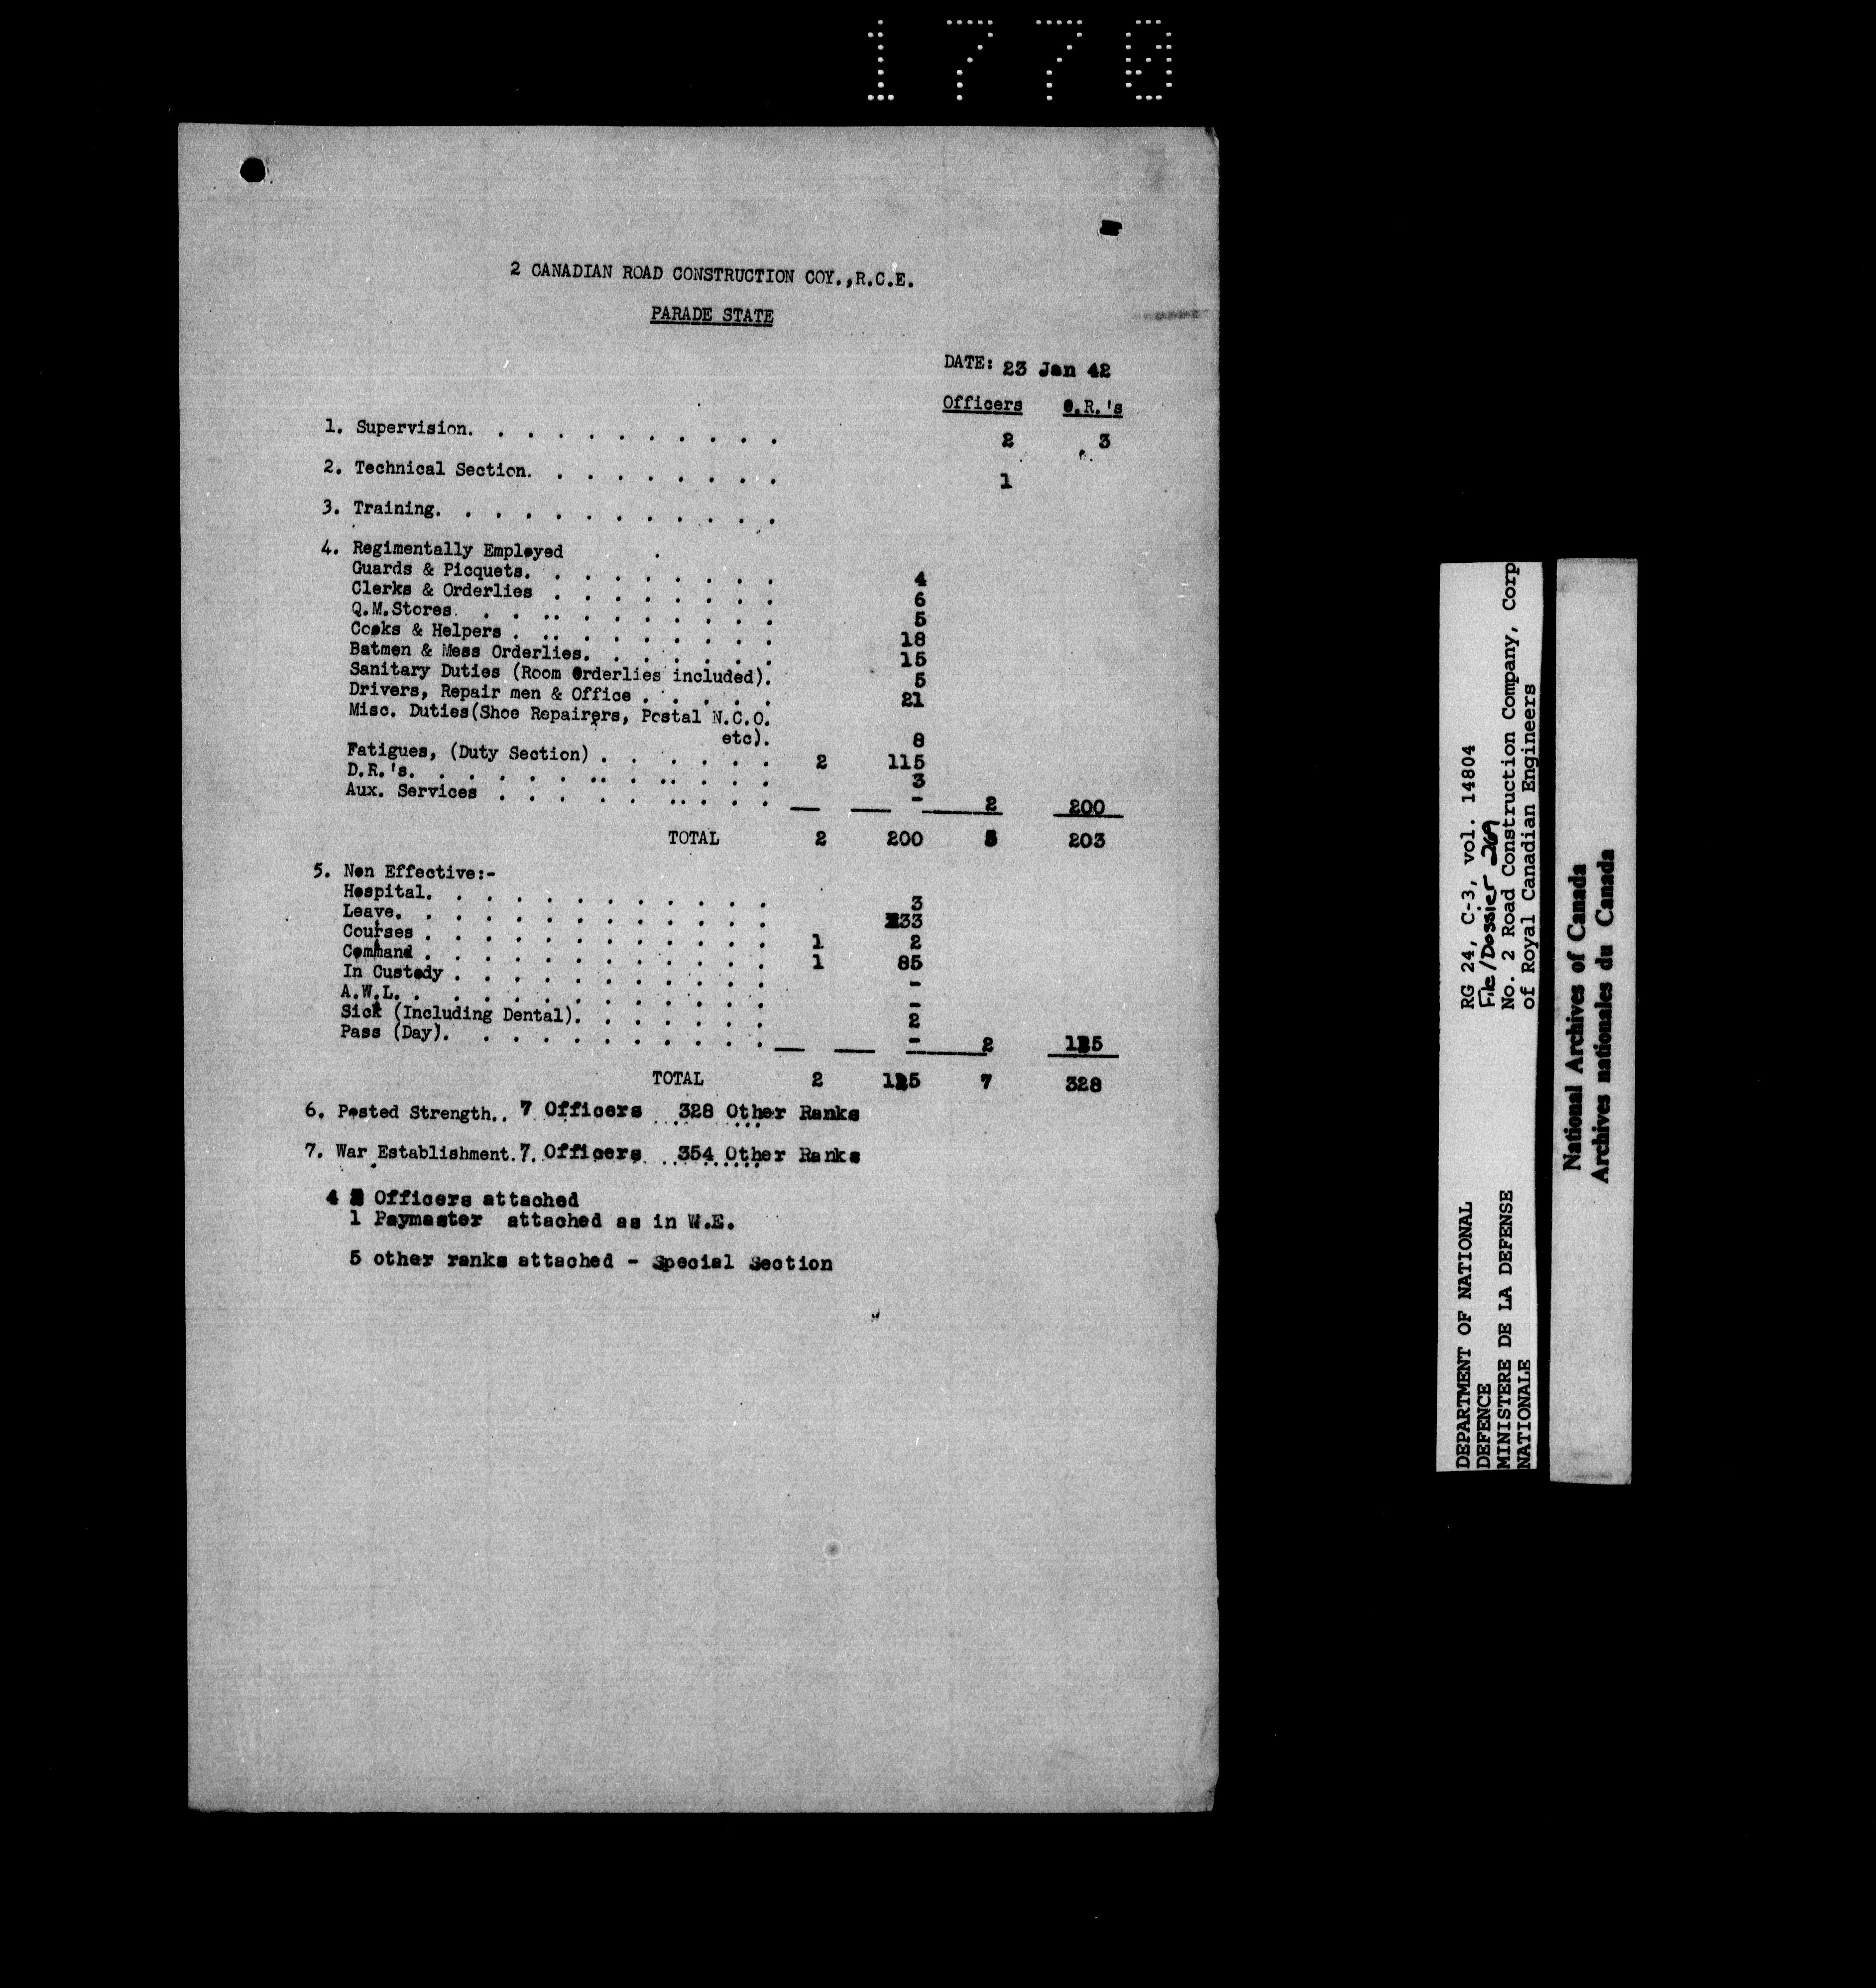 1770
2 CANADIAN ROAD CONSTRUCTION COY.,R.C.E.
PARADE STATE
DATE: 23 Jan 42
Officers O.R.'s
1. Supervision. . . . . . . . . . . 2 3
2. Technical Section. . . . . . . . . 1
3. Training. . . . . . . . . . . .
4. Regimentally Employed
Guards & Picquets. . . . . . . . . 4
Clerks & Orderlies . . . . . . . . 6
Q.M.Stores. . . .. . . . . . . . 5
Cooks & Helpers . .. . . . . . . . 18
Batmen & Mess Orderlies. . . . . . . 15
Sanitary Duties (Room Orderlies included). 5
Drivers, Repair men & Office . . . . . 21
Misc. Duties(Shoe Repairers, Postal N.C.O.
etc). 8
Fatigues, (Duty Section) . . . . . . 2 115
D.R.'s. . . . . . .. . .. . . . 3
Aux. Services . . . . . .. . . . - 2 200
TOTAL 2 200 5 203
5. Non Effective:-
Hospital. . . . . . . . . . . . 3
Leave. . . . . . . . . . . . . 33
Courses . . . . . . . . . . . . 1 2
Command . . . . . . . . . . . . 1 85
In Custody . . . . . . . . . . . -
A.W.L. . . . . . . . . . . . . -
Sick (Including Dental). . . . . . . 2
Pass (Day). . . . . . . . . . . - 2 125
TOTAL 2 125 7 328
6. Posted Strength.. 7 Officers 328 Other Ranks
7. War Establishment.7. Officers 354 Other Ranks
4 Officers attached
1 Paymaster attached as in W.E.
5 other ranks attached - Special Section
DEPARTMENT OF NATIONAL
DEFENCE
MINISTERE DE LA DEFENSE
NATIONALE
RG 24, C-3, vol. 14804
File/Dossier 269
No. 2 Road Construction Company, Corp
of Royal Canadian Engineers
National Archives of Canada
Archives nationales du Canada